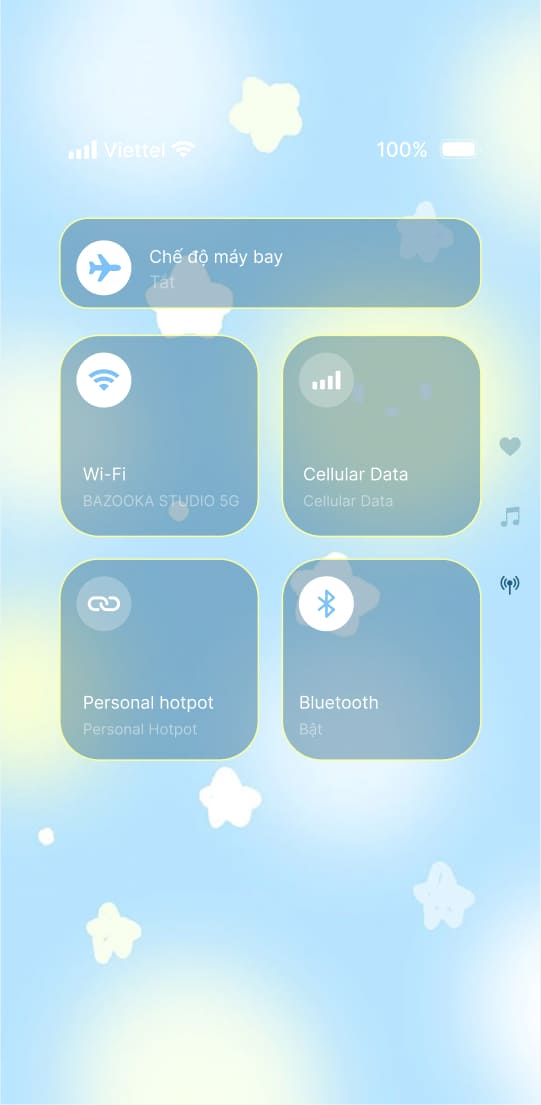 Viettel 100%
Chế độ máy bay
Tắt
Wi-Fi
BAZOOKA STUDIO 5G
Cellular Data
Cellular Data
Personal hotpot
Personal Hotpot
Bluetooth
Bật